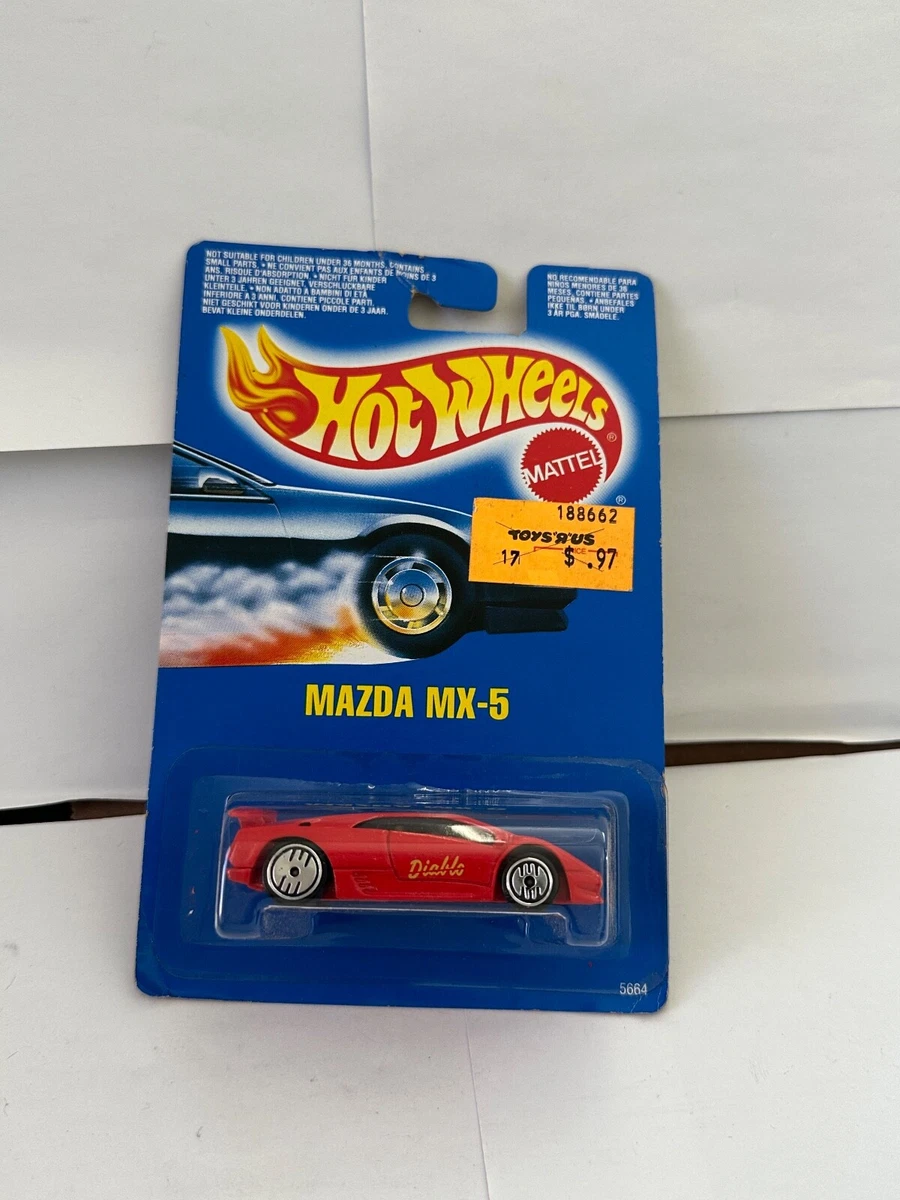 NOT SUITABLE FOR CHILDREN UNDER 36 MONTHS. CONTAINS
SMALL PARTS. • NE CONVIENT PAS AUX ENFANTS DE MOINS DE 3
ANS. RISQUE D'ABSORPTION. • NICHT FÜR KINDER
UNTER 3 JAHREN GEEIGNET, VERSCHLUCKBARE
KLEINTEILE. • NON ADATTO A BAMBINI DI ETÀ
INFERIORE A 3 ANNI. CONTIENE PICCOLE PARTI.
NIET GESCHIKT VOOR KINDEREN ONDER DE 3 JAAR.
BEVAT KLEINE ONDERDELEN.
NO RECOMENDABLE PARA
NIÑOS MENORES DE 36
MESES. CONTIENE PARTES
PEQUEÑAS. • ANBEFALES
IKKE TIL BØRN UNDER
3 ÅR PGA. SMÅDELE.
HOT WHEELS ®
MATTEL ®
188662
TOYS "R" US
17 $ .97
MAZDA MX-5
Diablo
5664